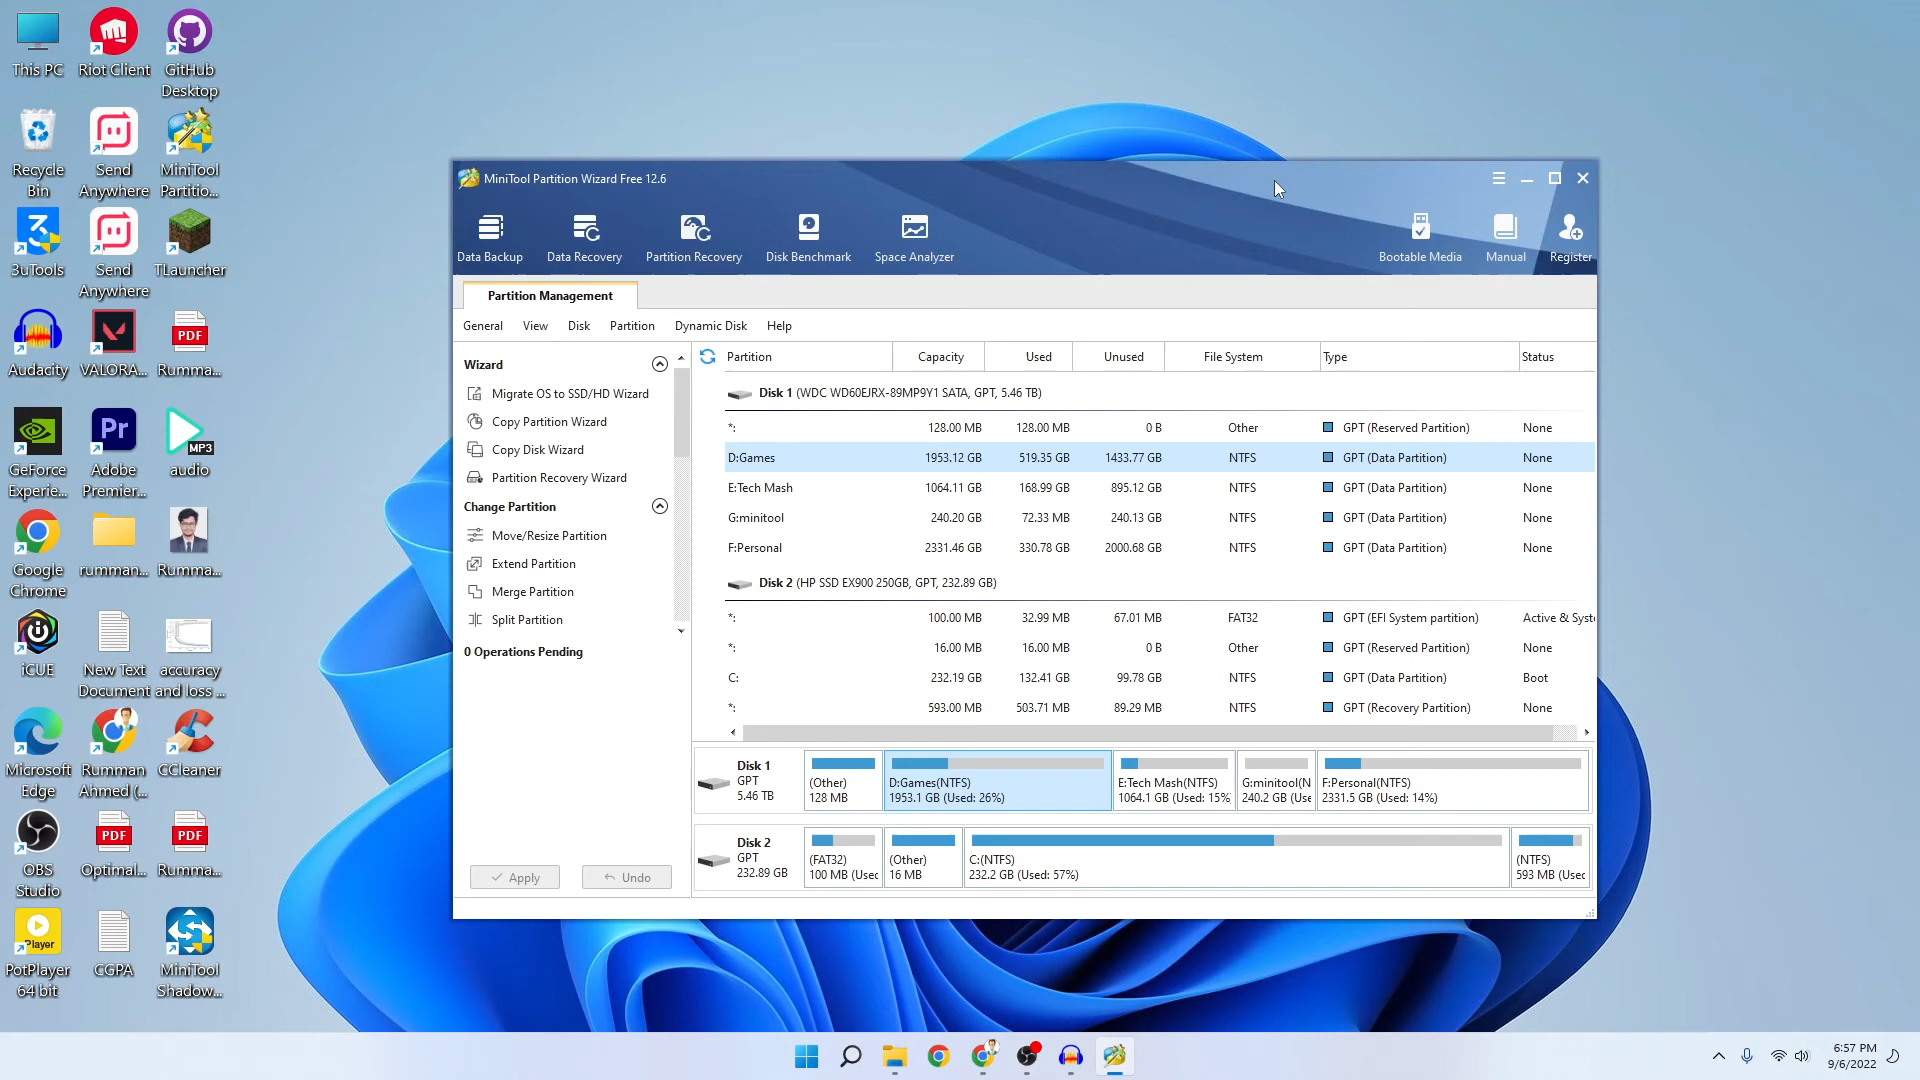 This PC
Riot Client
GitHub
Desktop
Recycle
Bin
Send
Anywhere
MiniTool
Partitio...
3uTools
Send
Anywhere
TLauncher
Audacity
VALORA...
PDF
Rumma...
GeForce
Experie...
Pr
Adobe
Premier...
MP3
audio
Google
Chrome
rumman...
Rumma...
iCUE
New Text
Document
accuracy
and loss ...
Microsoft
Edge
Rumman
Ahmed (...
CCleaner
OBS
Studio
PDF
Optimal...
PDF
Rumma...
Player
PotPlayer
64 bit
CGPA
MiniTool
Shadow...
MiniTool Partition Wizard Free 12.6
Data Backup
Data Recovery
Partition Recovery
Disk Benchmark
Space Analyzer
Bootable Media
Manual
Register
Partition Management
General View Disk Partition Dynamic Disk Help
Wizard
Migrate OS to SSD/HD Wizard
Copy Partition Wizard
Copy Disk Wizard
Partition Recovery Wizard
Change Partition
Move/Resize Partition
Extend Partition
Merge Partition
Split Partition
0 Operations Pending
Apply
Undo
Partition Capacity Used Unused File System Type Status
Disk 1 (WDC WD60EJRX-89MP9Y1 SATA, GPT, 5.46 TB)
*: 128.00 MB 128.00 MB 0 B Other GPT (Reserved Partition) None
D:Games 1953.12 GB 519.35 GB 1433.77 GB NTFS GPT (Data Partition) None
E:Tech Mash 1064.11 GB 168.99 GB 895.12 GB NTFS GPT (Data Partition) None
G:minitool 240.20 GB 72.33 MB 240.13 GB NTFS GPT (Data Partition) None
F:Personal 2331.46 GB 330.78 GB 2000.68 GB NTFS GPT (Data Partition) None
Disk 2 (HP SSD EX900 250GB, GPT, 232.89 GB)
*: 100.00 MB 32.99 MB 67.01 MB FAT32 GPT (EFI System partition) Active & Syste
*: 16.00 MB 16.00 MB 0 B Other GPT (Reserved Partition) None
C: 232.19 GB 132.41 GB 99.78 GB NTFS GPT (Data Partition) Boot
*: 593.00 MB 503.71 MB 89.29 MB NTFS GPT (Recovery Partition) None
Disk 1
GPT
5.46 TB
(Other)
128 MB
D:Games(NTFS)
1953.1 GB (Used: 26%)
E:Tech Mash(NTFS)
1064.1 GB (Used: 15%
G:minitool(N
240.2 GB (Use
F:Personal(NTFS)
2331.5 GB (Used: 14%)
Disk 2
GPT
232.89 GB
(FAT32)
100 MB (Usec
(Other)
16 MB
C:(NTFS)
232.2 GB (Used: 57%)
(NTFS)
593 MB (Usec
6:57 PM
9/6/2022